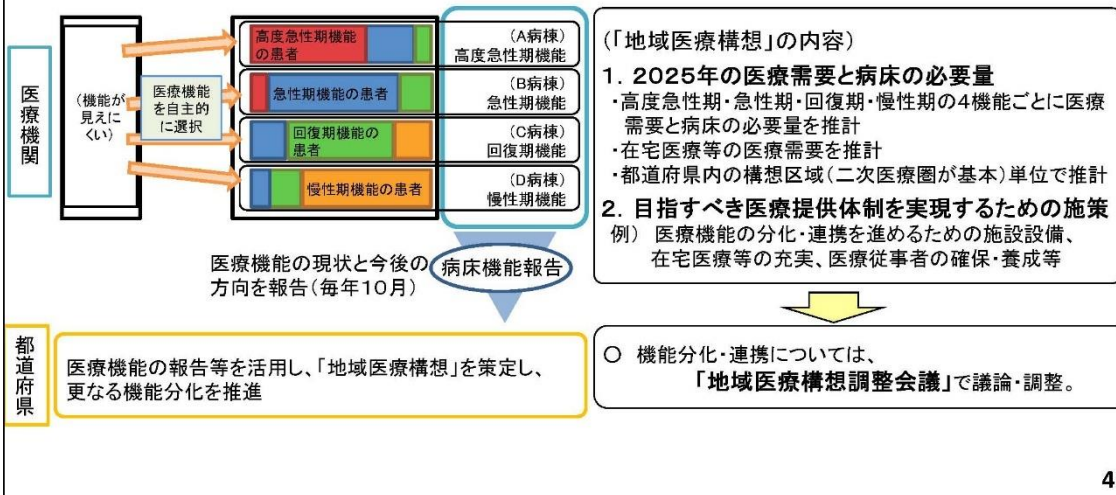 医療機関
(機能が
見えに
くい)
医療機能
を自主的
に選択
高度急性期機能
の患者
急性期機能の患者
回復期機能の
患者
慢性期機能の患者
(A病棟)
高度急性期機能
(B病棟)
急性期機能
(C病棟)
回復期機能
(D病棟)
慢性期機能
医療機能の現状と今後の
方向を報告(毎年10月)
病床機能報告
都道府県
医療機能の報告等を活用し、「地域医療構想」を策定し、
更なる機能分化を推進
(「地域医療構想」の内容)
1. 2025年の医療需要と病床の必要量
・高度急性期・急性期・回復期・慢性期の4機能ごとに医療
需要と病床の必要量を推計
・在宅医療等の医療需要を推計
・都道府県内の構想区域(二次医療圏が基本)単位で推計
2. 目指すべき医療提供体制を実現するための施策
例) 医療機能の分化・連携を進めるための施設設備、
在宅医療等の充実、医療従事者の確保・養成等
○ 機能分化・連携については、
「地域医療構想調整会議」で議論・調整。
4